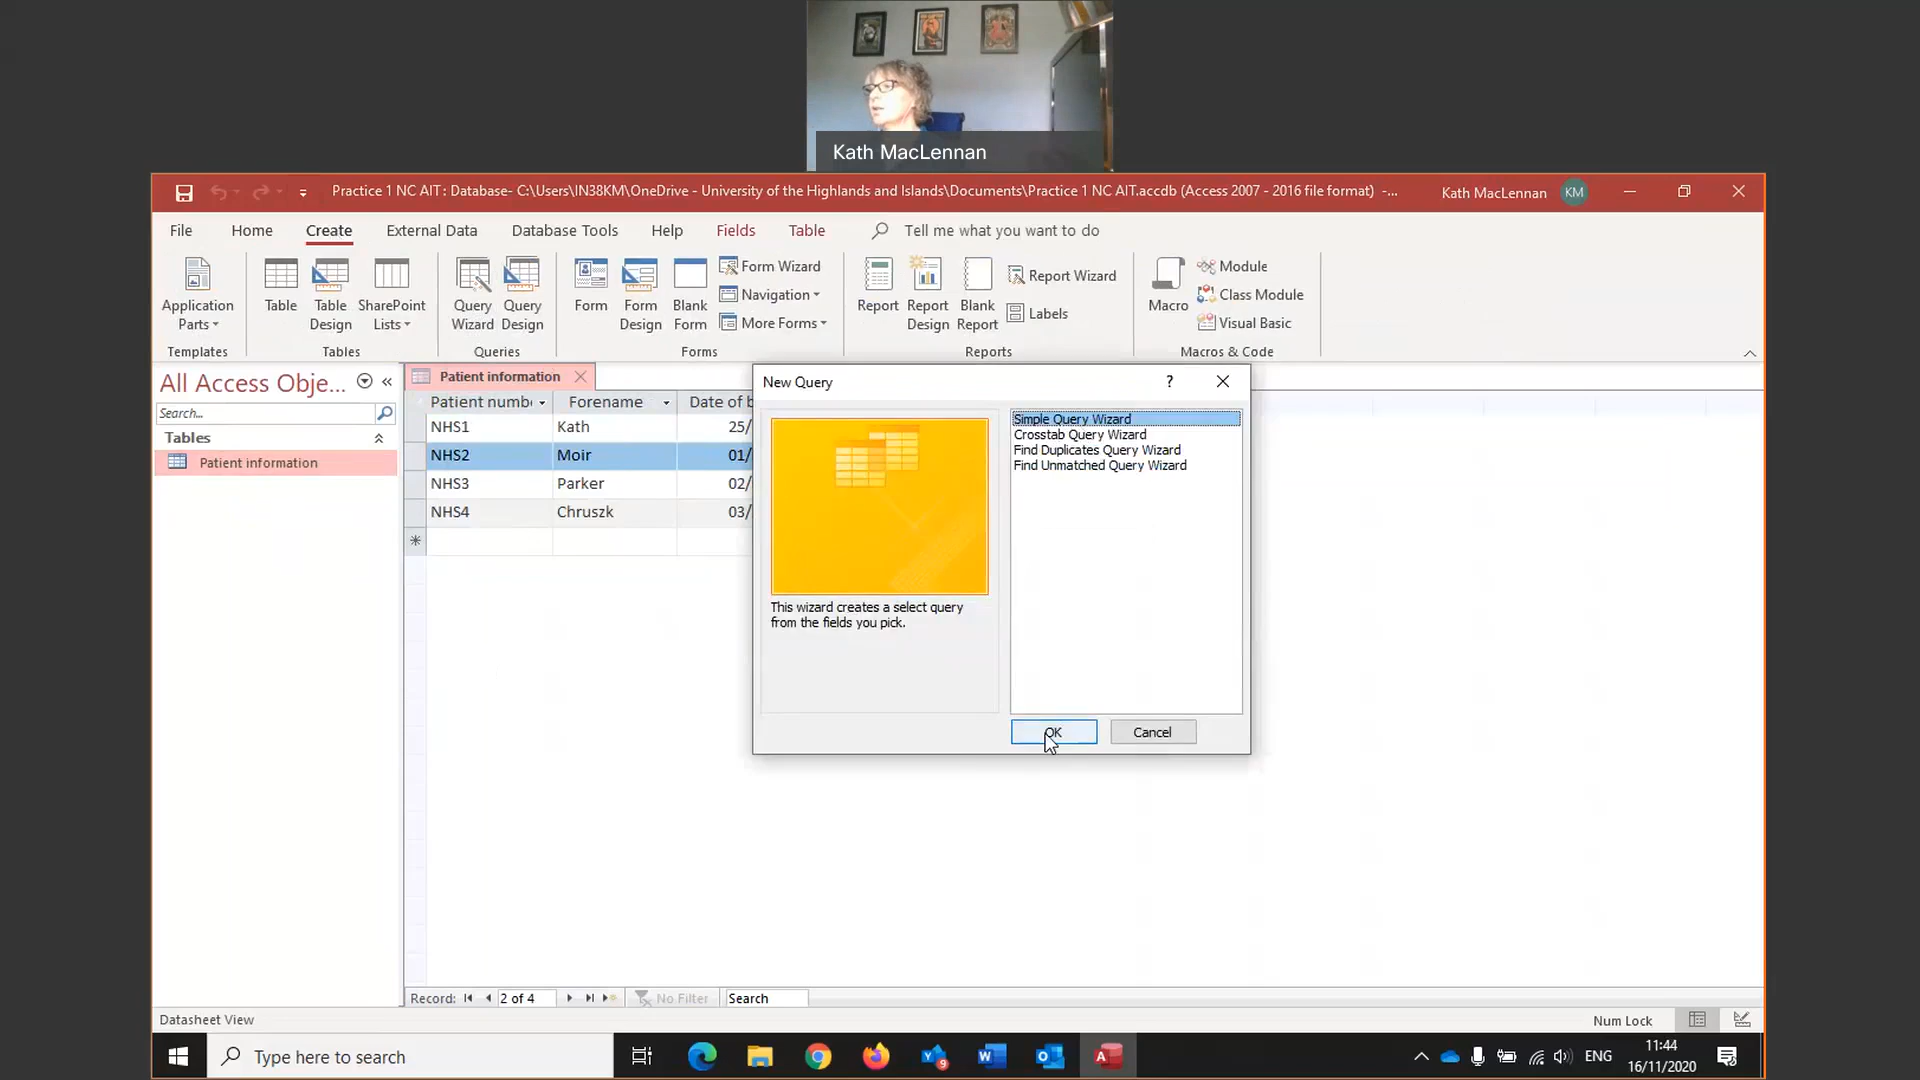 Kath MacLennan
Practice 1 NC AIT : Database- C:\Users\IN38KM\OneDrive - University of the Highlands and Islands\Documents\Practice 1 NC AIT.accdb (Access 2007 - 2016 file format) -...
Kath MacLennan KM
File Home Create External Data Database Tools Help Fields Table Tell me what you want to do
Application Parts
Templates
Table
Table Design
SharePoint Lists
Tables
Query Wizard
Query Design
Queries
Form
Form Design
Blank Form
Form Wizard
Navigation
More Forms
Forms
Report
Report Design
Blank Report
Report Wizard
Labels
Reports
Macro
Module
Class Module
Visual Basic
Macros & Code
All Access Obje...
Search...
Tables
Patient information
Patient information
Patient numb Forename Date of b
NHS1 Kath 25/
NHS2 Moir 01/
NHS3 Parker 02/
NHS4 Chruszk 03/
New Query
?
This wizard creates a select query
from the fields you pick.
Simple Query Wizard
Crosstab Query Wizard
Find Duplicates Query Wizard
Find Unmatched Query Wizard
OK Cancel
Record: 2 of 4 No Filter Search
Datasheet View Num Lock
Type here to search
9
ENG
11:44
16/11/2020